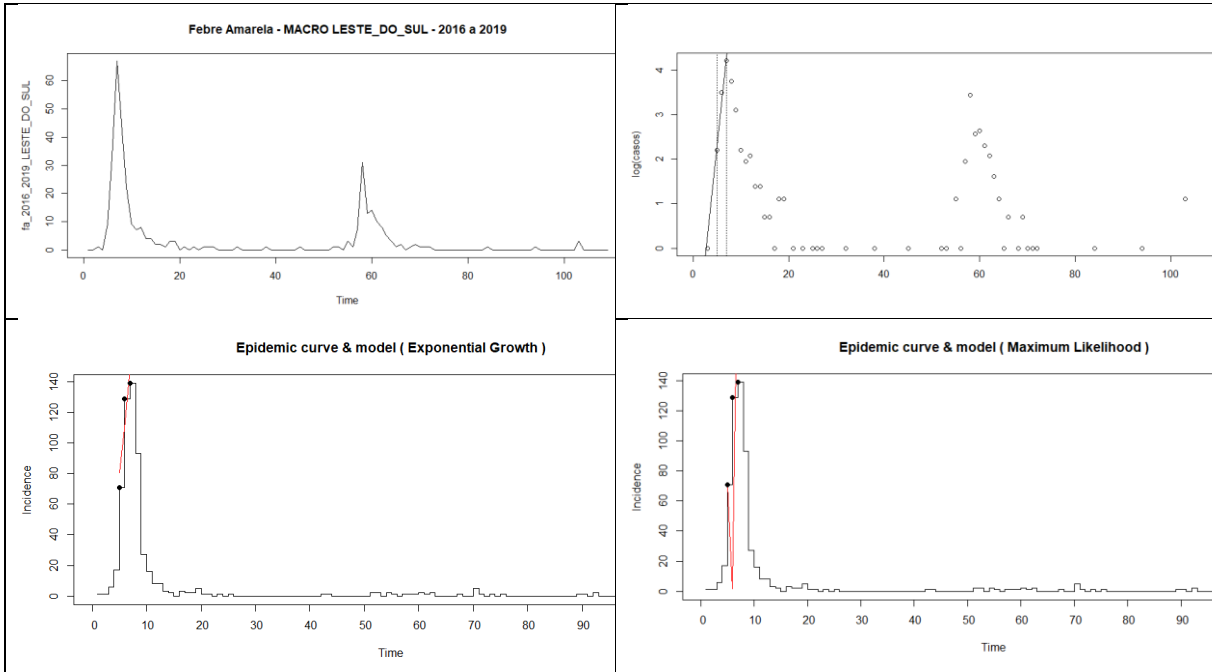 Febre Amarela - MACRO LESTE_DO_SUL - 2016 a 2019
fa_2016_2019_LESTE_DO_SUL
0 10 20 30 40 50 60
0 20 40 60 80 100
Time
log(casos)
0 1 2 3 4
0 20 40 60 80 100
Epidemic curve & model ( Exponential Growth )
Incidence
0 20 40 60 80 100 120 140
0 10 20 30 40 50 60 70 80 90
Time
Epidemic curve & model ( Maximum Likelihood )
Incidence
0 20 40 60 80 100 120 140
0 10 20 30 40 50 60 70 80 90
Time